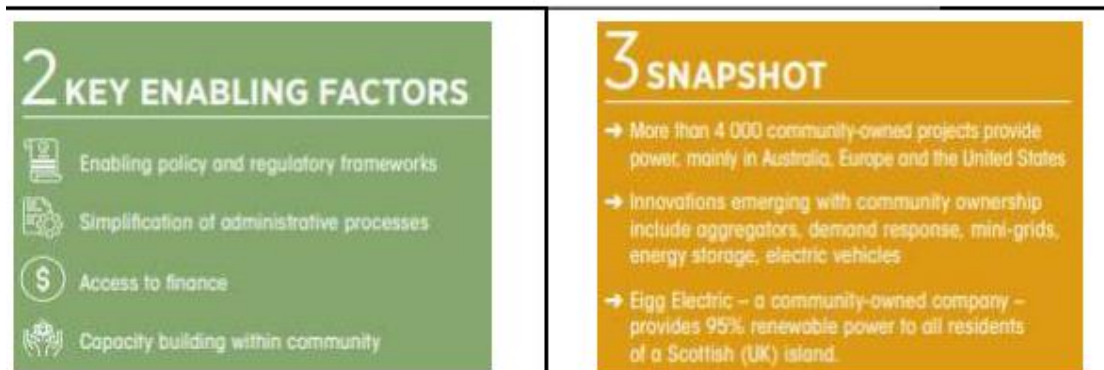 2 KEY ENABLING FACTORS
Enabling policy and regulatory frameworks
Simplification of administrative processes
$
Access to finance
Capacity building within community
3 SNAPSHOT
→ More than 4 000 community-owned projects provide
power, mainly in Australia, Europe and the United States
→ Innovations emerging with community ownership
include aggregators, demand response, mini-grids,
energy storage, electric vehicles
→ Eigg Electric – a community-owned company –
provides 95% renewable power to all residents
of a Scottish (UK) island.